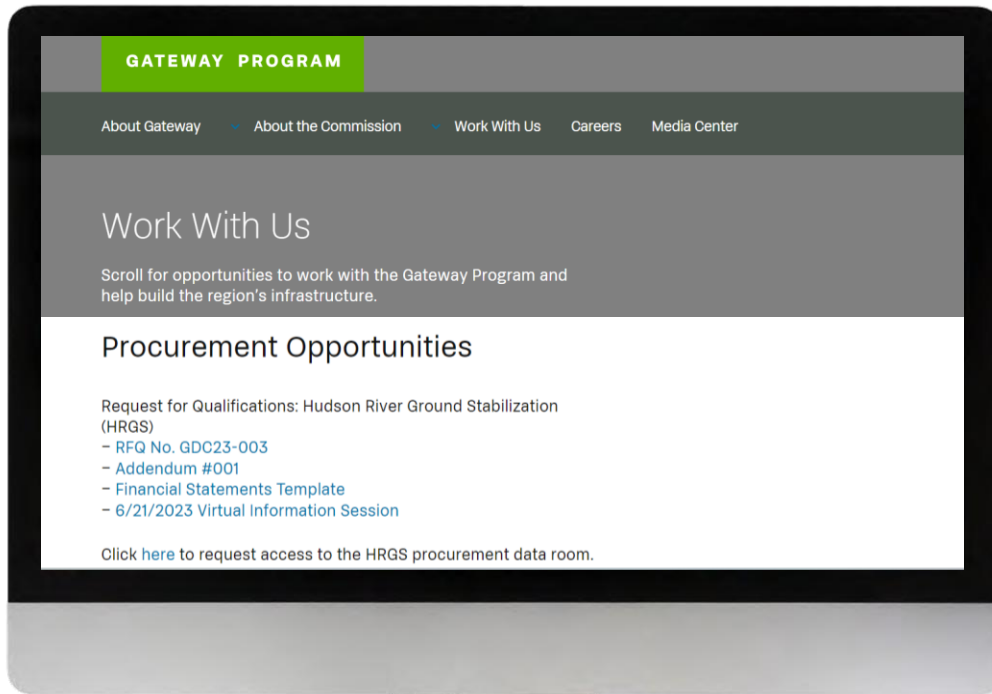 GATEWAY PROGRAM
About Gateway About the Commission Work With Us Careers Media Center
Work With Us
Scroll for opportunities to work with the Gateway Program and
help build the region's infrastructure.
Procurement Opportunities
Request for Qualifications: Hudson River Ground Stabilization
(HRGS)
– RFQ No. GDC23-003
– Addendum #001
– Financial Statements Template
– 6/21/2023 Virtual Information Session
Click here to request access to the HRGS procurement data room.